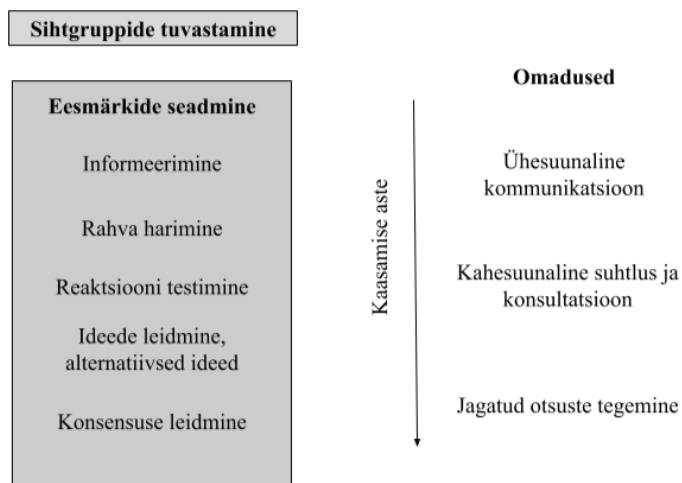 Sihtgruppide tuvastamine
Eesmärkide seadmine
Informeerimine
Rahva harimine
Reaktsiooni testimine
Ideede leidmine,
alternatiivsed ideed
Konsensuse leidmine
Kaasamise aste
Omadused
Ühesuunaline
kommunikatsioon
Kahesuunaline suhtlus ja
konsultatsioon
Jagatud otsuste tegemine